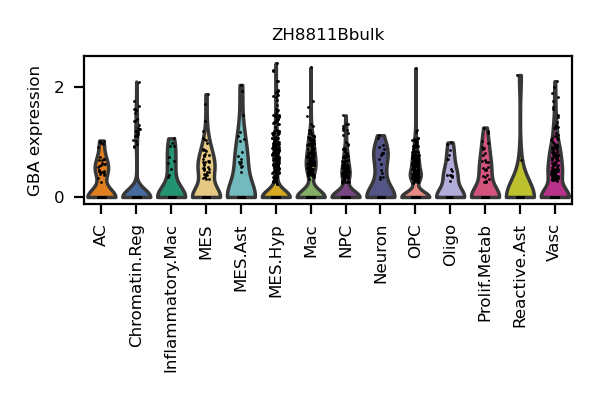 ZH8811Bbulk
GBA expression
2
0
AC
Chromatin.Reg
Inflammatory.Mac
MES
MES.Ast
MES.Hyp
Mac
NPC
Neuron
OPC
Oligo
Prolif.Metab
Reactive.Ast
Vasc